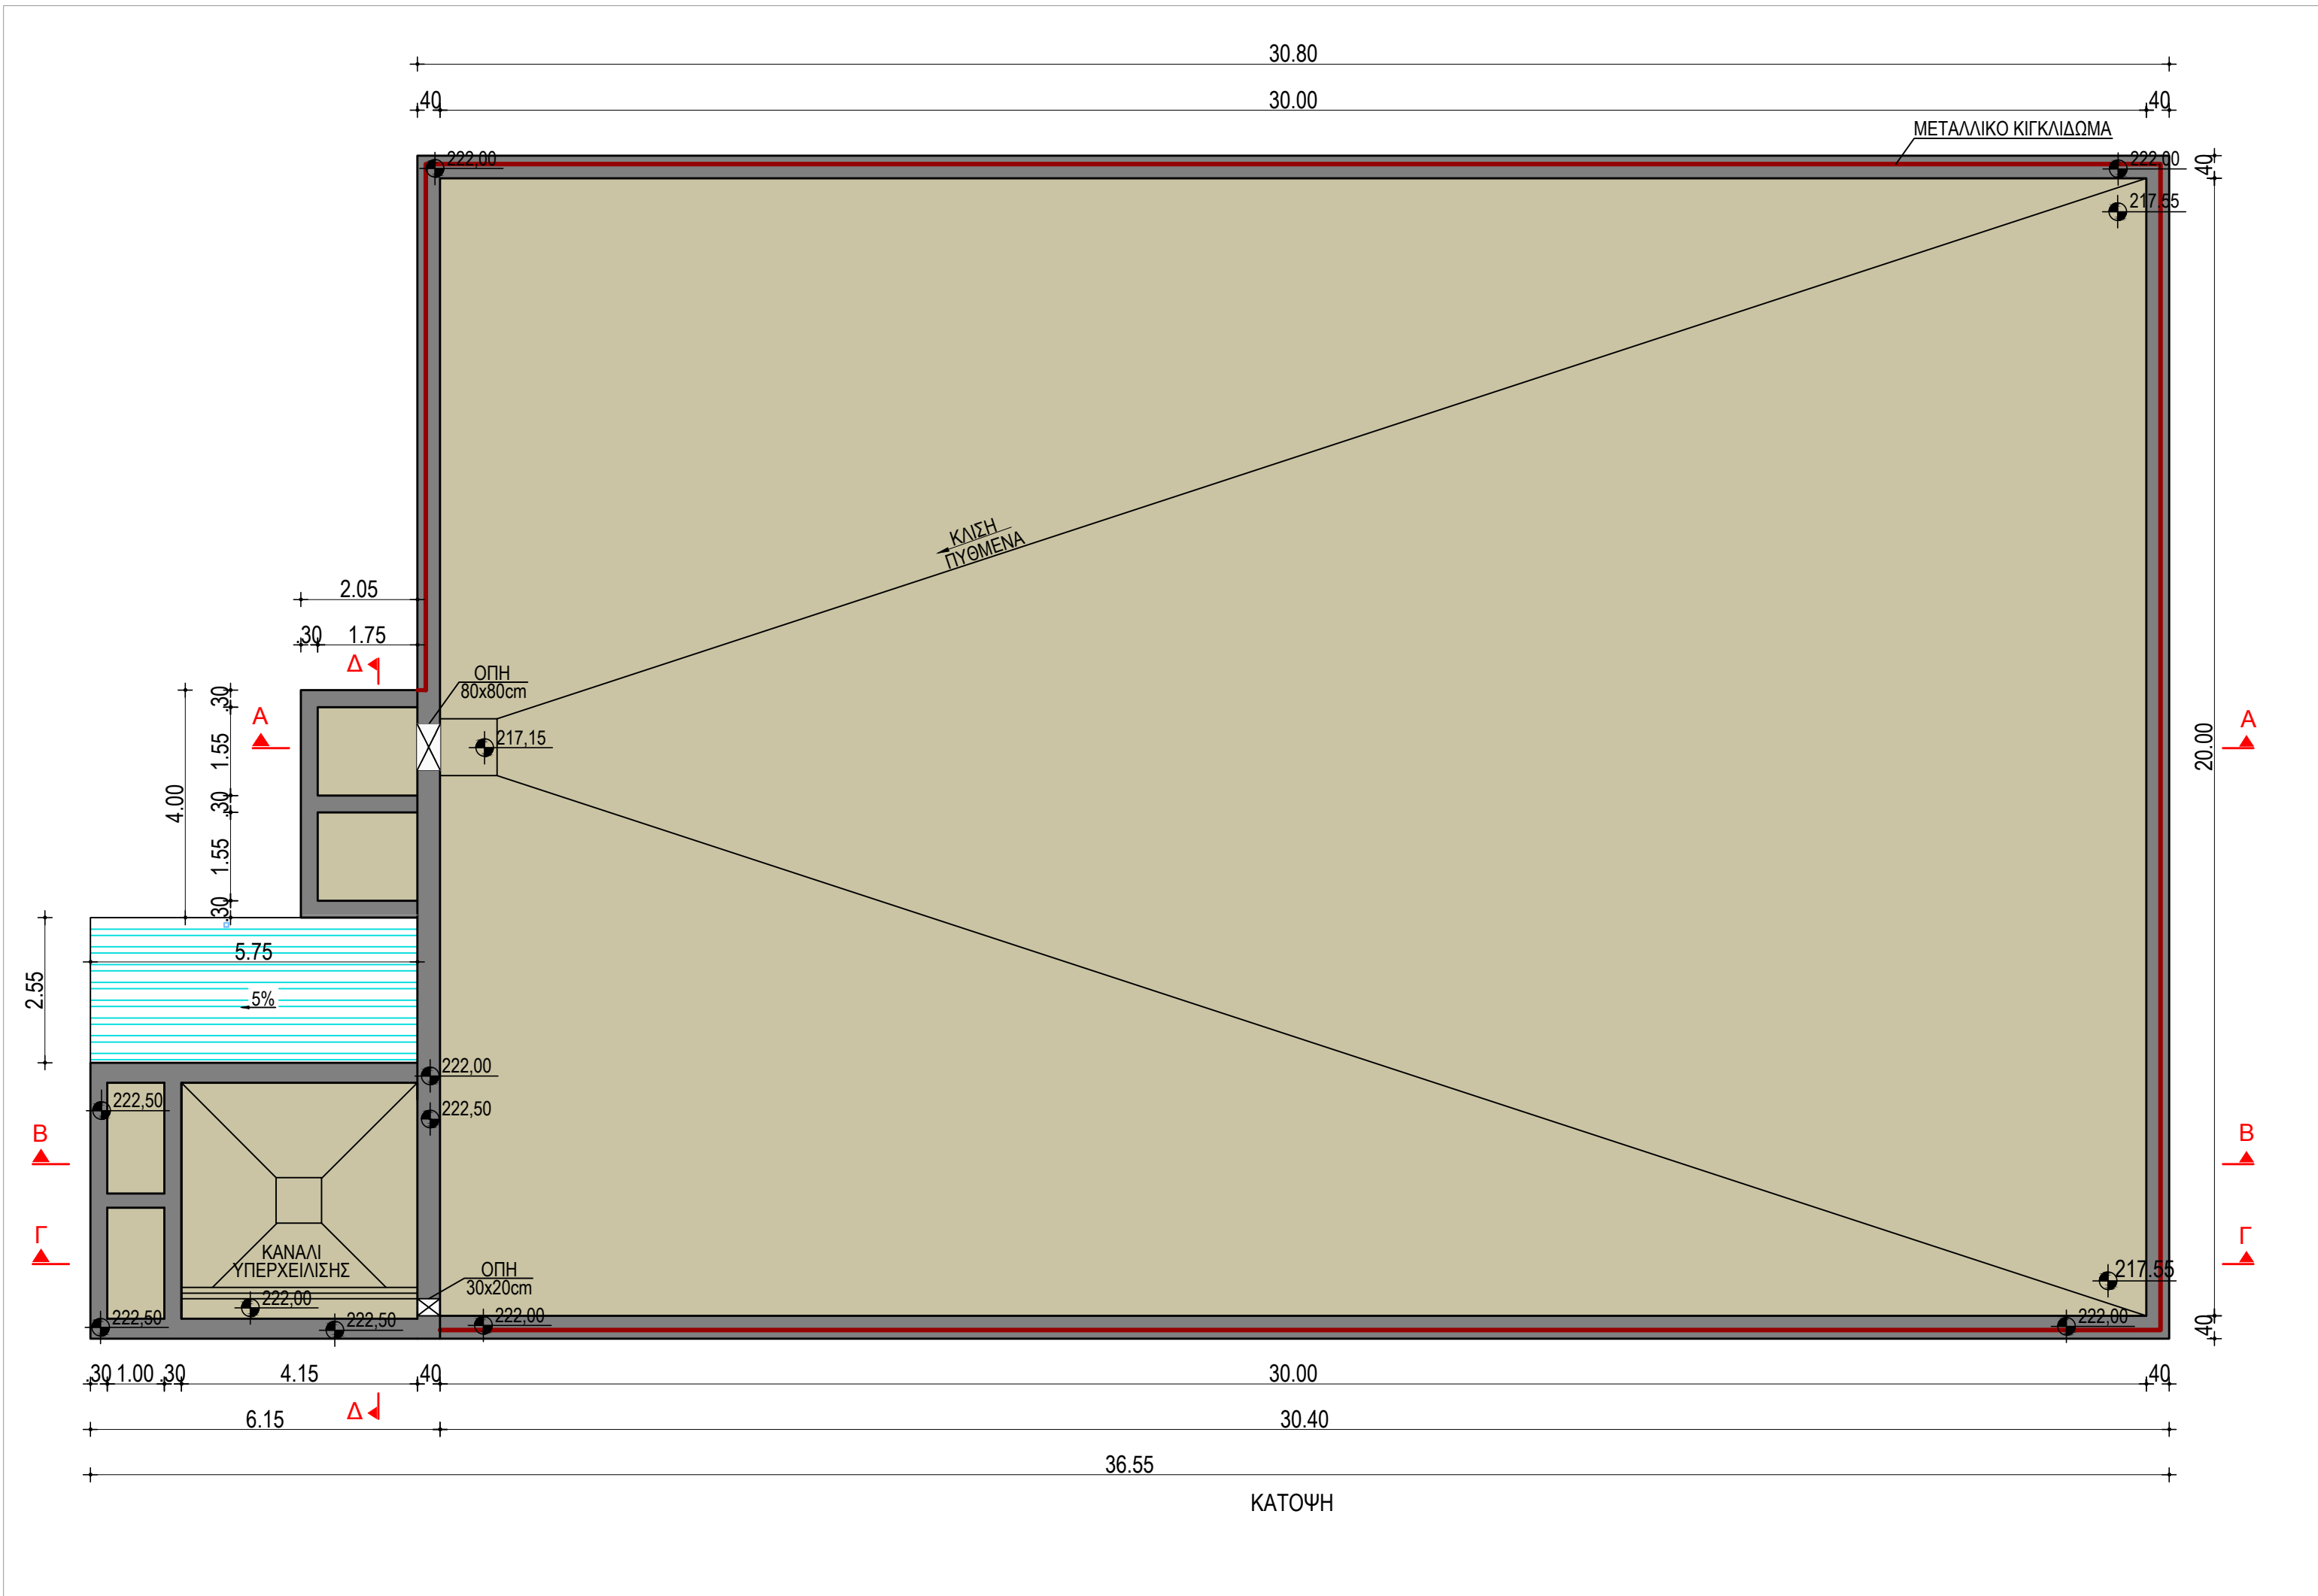 30.80
.40
30.00
.40
ΜΕΤΑΛΛΙΚΟ ΚΙΓΚΛΙΔΩΜΑ
222,00
222,00
.40
217.55
ΚΛΙΣΗ
ΠΥΘΜΕΝΑ
2.05
.30
1.75
Δ
ΟΠΗ
80x80cm
.30
Α
Α
217,15
1.55
20.00
4.00
.30
1.55
.30
5.75
2.55
5%
222,00
222,50
222,50
Β
Β
Γ
Γ
ΚΑΝΑΛΙ
ΥΠΕΡΧΕΙΛΙΣΗΣ
ΟΠΗ
30x20cm
217.55
222,00
222,50
222,50
222,00
222,00
.40
.30
1.00
.30
4.15
.40
30.00
.40
Δ
6.15
30.40
36.55
ΚΑΤΟΨΗ